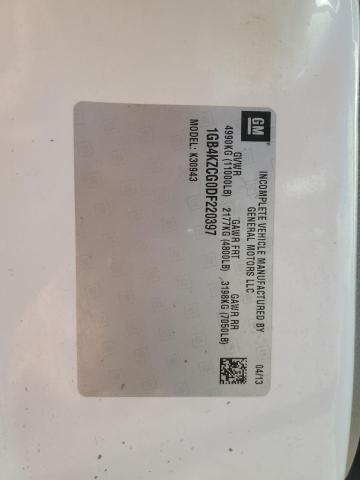 GM
INCOMPLETE VEHICLE MANUFACTURED BY
GENERAL MOTORS LLC
04/13
GVWR GAWR FRT GAWR RR
4990KG (11000LB) 2177KG (4800LB) 3198KG (7050LB)
1GB4KZCG0DF220397
MODEL: K30943